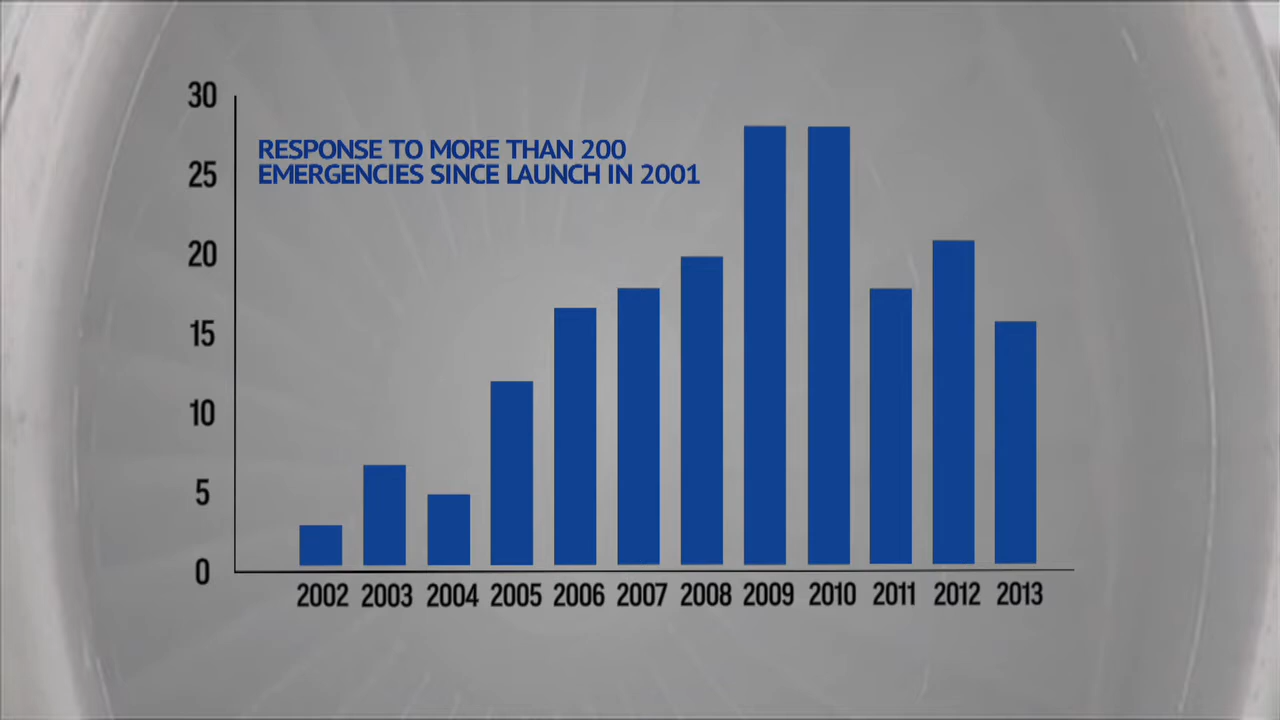 30
RESPONSE TO MORE THAN 200
EMERGENCIES SINCE LAUNCH IN 2001
25
20
15
10
5
0
2002 2003 2004 2005 2006 2007 2008 2009 2010 2011 2012 2013